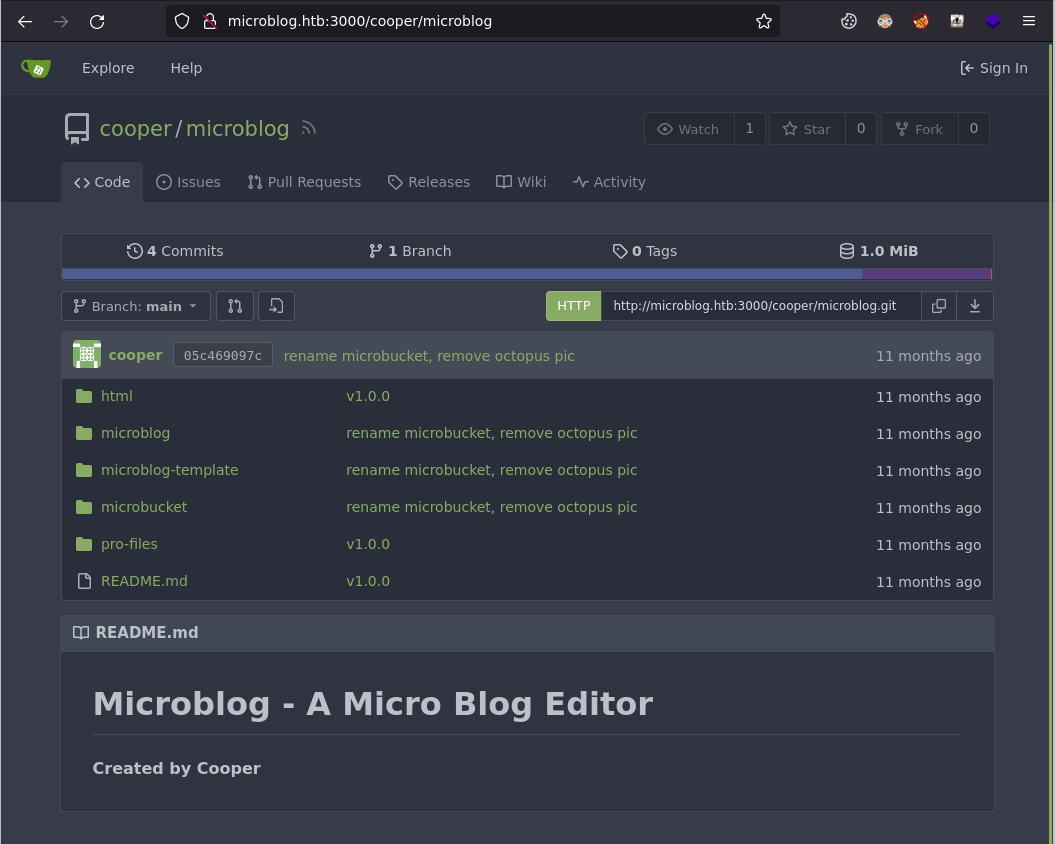 microblog.htb:3000/cooper/microblog
Explore Help Sign In
cooper/microblog Watch 1 Star 0 Fork 0
Code Issues Pull Requests Releases Wiki Activity
4 Commits 1 Branch 0 Tags 1.0 MiB
Branch: main HTTP http://microblog.htb:3000/cooper/microblog.git
cooper 05c469097c rename microbucket, remove octopus pic 11 months ago
html v1.0.0 11 months ago
microblog rename microbucket, remove octopus pic 11 months ago
microblog-template rename microbucket, remove octopus pic 11 months ago
microbucket rename microbucket, remove octopus pic 11 months ago
pro-files v1.0.0 11 months ago
README.md v1.0.0 11 months ago
README.md
Microblog - A Micro Blog Editor
Created by Cooper